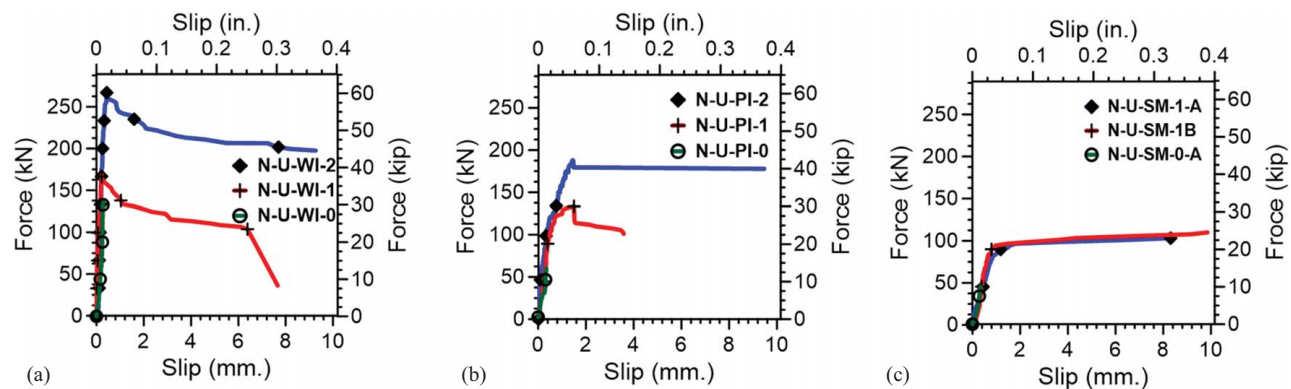 Slip (in.)
0 0.1 0.2 0.3 0.4
250
200
150
100
50
0
Force (kN)
60
50
40
30
20
10
0
Force (kip)
N-U-WI-2
N-U-WI-1
N-U-WI-0
0 2 4 6 8 10
Slip (mm.)
(a)
Slip (in.)
0 0.1 0.2 0.3 0.4
250
200
150
100
50
0
Force (kN)
60
50
40
30
20
10
0
Force (kip)
N-U-PI-2
N-U-PI-1
N-U-PI-0
0 2 4 6 8 10
Slip (mm.)
(b)
Slip (in.)
0 0.1 0.2 0.3 0.4
250
200
150
100
50
0
Force (kN)
60
50
40
30
20
10
0
Froce (kip)
N-U-SM-1-A
N-U-SM-1B
N-U-SM-0-A
0 2 4 6 8 10
Slip (mm.)
(c)